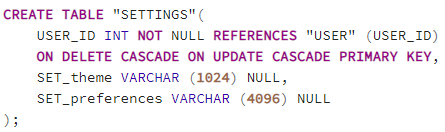 CREATE TABLE "SETTINGS"(
USER_ID INT NOT NULL REFERENCES "USER" (USER_ID)
ON DELETE CASCADE ON UPDATE CASCADE PRIMARY KEY,
SET_theme VARCHAR (1024) NULL,
SET_preferences VARCHAR (4096) NULL
);